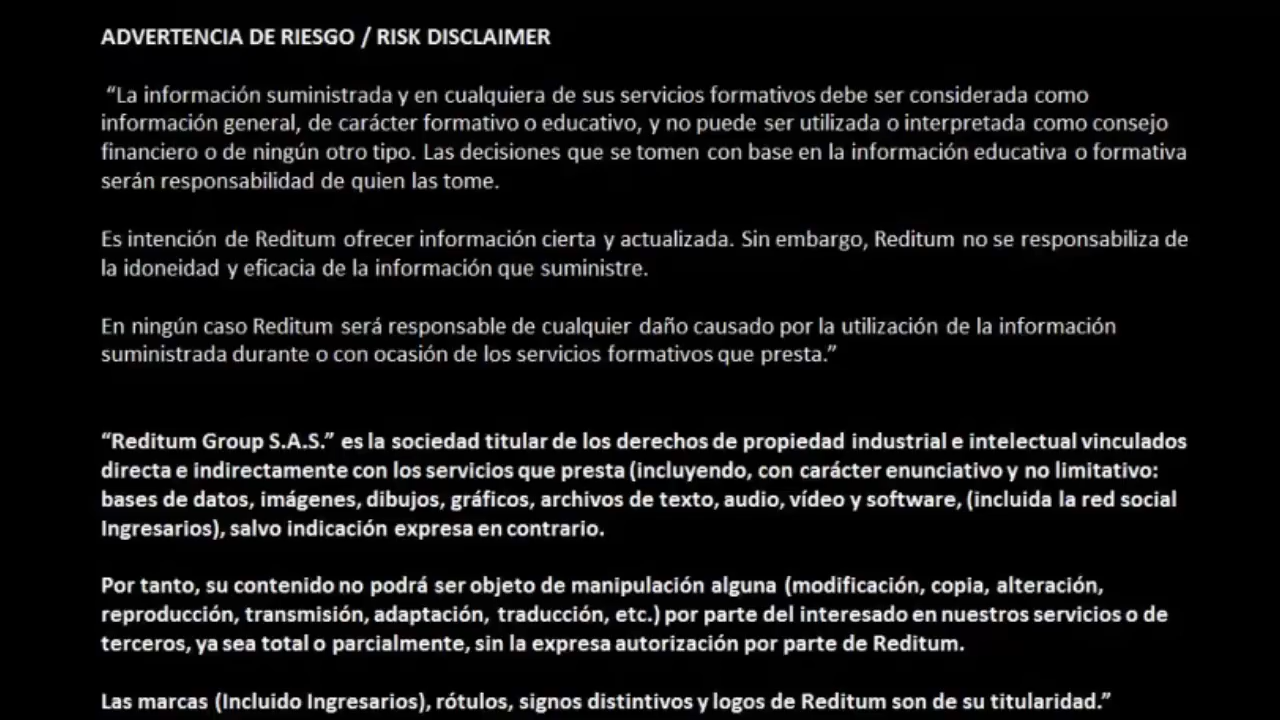 ADVERTENCIA DE RIESGO / RISK DISCLAIMER
“La información suministrada y en cualquiera de sus servicios formativos debe ser considerada como
información general, de carácter formativo o educativo, y no puede ser utilizada o interpretada como consejo
financiero o de ningún otro tipo. Las decisiones que se tomen con base en la información educativa o formativa
serán responsabilidad de quien las tome.
Es intención de Reditum ofrecer información cierta y actualizada. Sin embargo, Reditum no se responsabiliza de
la idoneidad y eficacia de la información que suministre.
En ningún caso Reditum será responsable de cualquier daño causado por la utilización de la información
suministrada durante o con ocasión de los servicios formativos que presta.”
“Reditum Group S.A.S.” es la sociedad titular de los derechos de propiedad industrial e intelectual vinculados
directa e indirectamente con los servicios que presta (incluyendo, con carácter enunciativo y no limitativo:
bases de datos, imágenes, dibujos, gráficos, archivos de texto, audio, vídeo y software, (incluida la red social
Ingresarios), salvo indicación expresa en contrario.
Por tanto, su contenido no podrá ser objeto de manipulación alguna (modificación, copia, alteración,
reproducción, transmisión, adaptación, traducción, etc.) por parte del interesado en nuestros servicios o de
terceros, ya sea total o parcialmente, sin la expresa autorización por parte de Reditum.
Las marcas (Incluido Ingresarios), rótulos, signos distintivos y logos de Reditum son de su titularidad.”